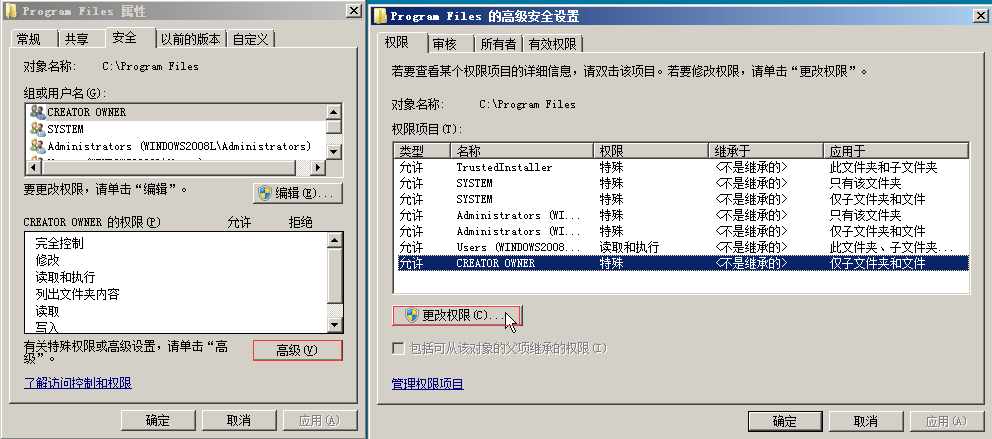 Program Files 属性
常规
共享
安全
以前的版本
自定义
对象名称: C:\Program Files
组或用户名(G):
CREATOR OWNER
SYSTEM
Administrators (WINDOWS2008L\Administrators)
要更改权限，请单击“编辑”。
编辑(E)...
CREATOR OWNER 的权限(P) 允许 拒绝
完全控制
修改
读取和执行
列出文件夹内容
读取
写入
有关特殊权限或高级设置，请单击“高
级”。
高级(V)
了解访问控制和权限
确定 取消 应用(A)
Program Files 的高级安全设置
权限
审核
所有者
有效权限
若要查看某个权限项目的详细信息，请双击该项目。若要修改权限，请单击“更改权限”。
对象名称: C:\Program Files
权限项目(T):
类型 名称 权限 继承于 应用于
允许 TrustedInstaller 特殊 <不是继承的> 此文件夹和子文件夹
允许 SYSTEM 特殊 <不是继承的> 只有该文件夹
允许 SYSTEM 特殊 <不是继承的> 仅子文件夹和文件
允许 Administrators (WI... 特殊 <不是继承的> 只有该文件夹
允许 Administrators (WI... 特殊 <不是继承的> 仅子文件夹和文件
允许 Users (WINDOWS2008... 读取和执行 <不是继承的> 此文件夹、子文件夹...
允许 CREATOR OWNER 特殊 <不是继承的> 仅子文件夹和文件
更改权限(C)...
包括可从该对象的父项继承的权限(I)
管理权限项目
确定 取消 应用(A)